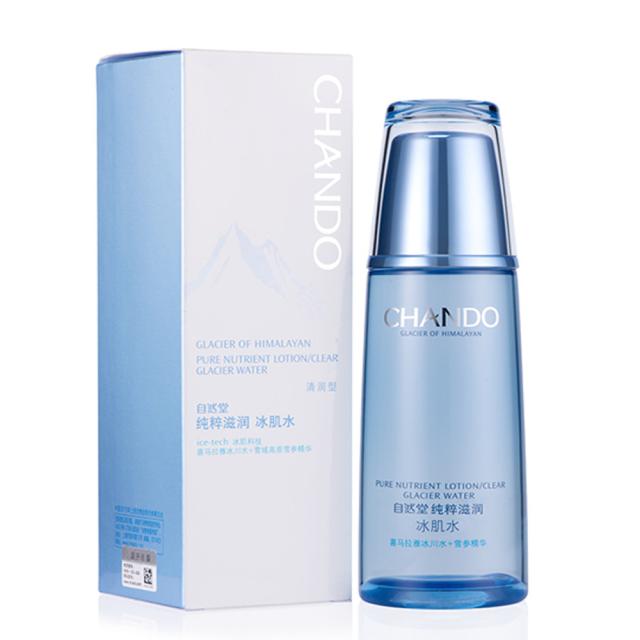 CHANDO
GLACIER OF HIMALAYAN
PURE NUTRIENT LOTION/CLEAR
GLACIER WATER
清润型
自然堂
纯粹滋润 冰肌水
ice-tech 冰肌科技
喜马拉雅冰川水+雪域高原雪参精华
CHANDO
GLACIER OF HIMALAYAN
PURE NUTRIENT LOTION/CLEAR
GLACIER WATER
自然堂 纯粹滋润
冰肌水
喜马拉雅冰川水+雪参精华